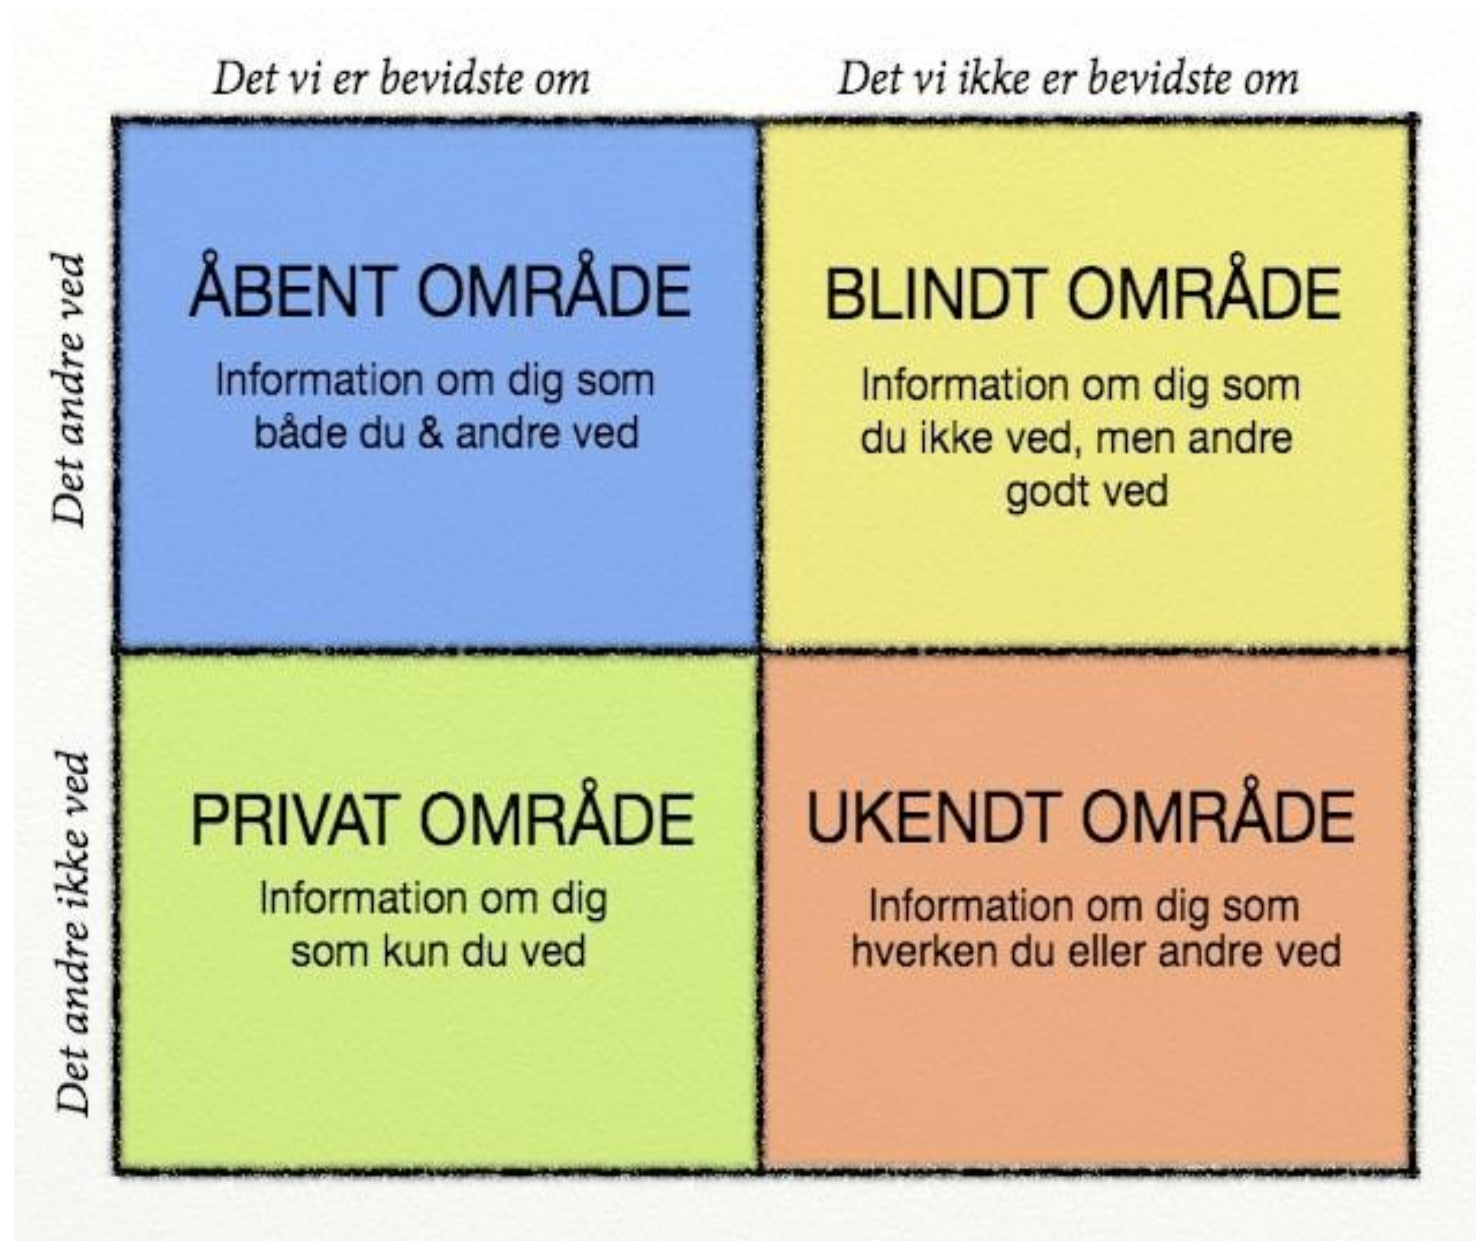 Det vi er bevidste om
Det vi ikke er bevidste om
Det andre ved
ÅBENT OMRÅDE
Information om dig som
både du & andre ved
BLINDT OMRÅDE
Information om dig som
du ikke ved, men andre
godt ved
Det andre ikke ved
PRIVAT OMRÅDE
Information om dig
som kun du ved
UKENDT OMRÅDE
Information om dig som
hverken du eller andre ved